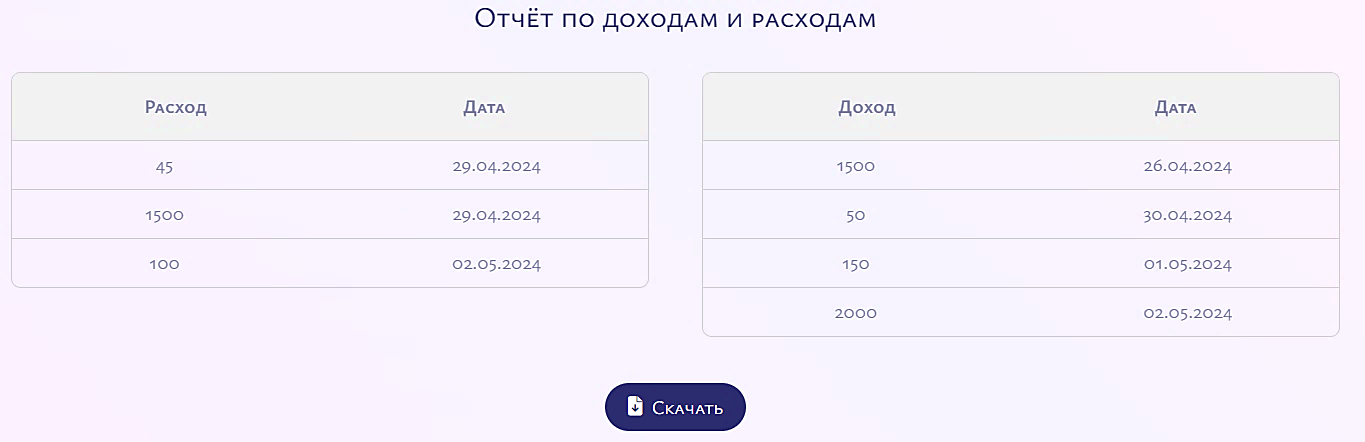 Отчёт по доходам и расходам
Расход Дата
45 29.04.2024
1500 29.04.2024
100 02.05.2024
Доход Дата
1500 26.04.2024
50 30.04.2024
150 01.05.2024
2000 02.05.2024
Скачать